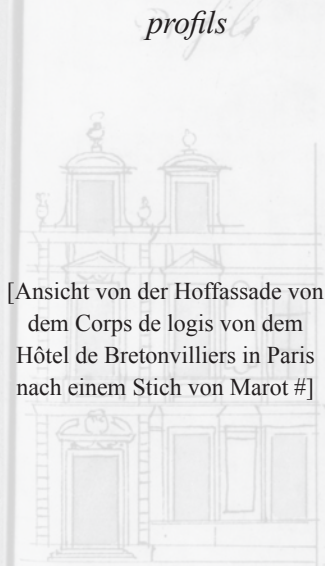 profils
[Ansicht von der Hoffassade von
dem Corps de logis von dem
Hôtel de Bretonvilliers in Paris
nach einem Stich von Marot #]